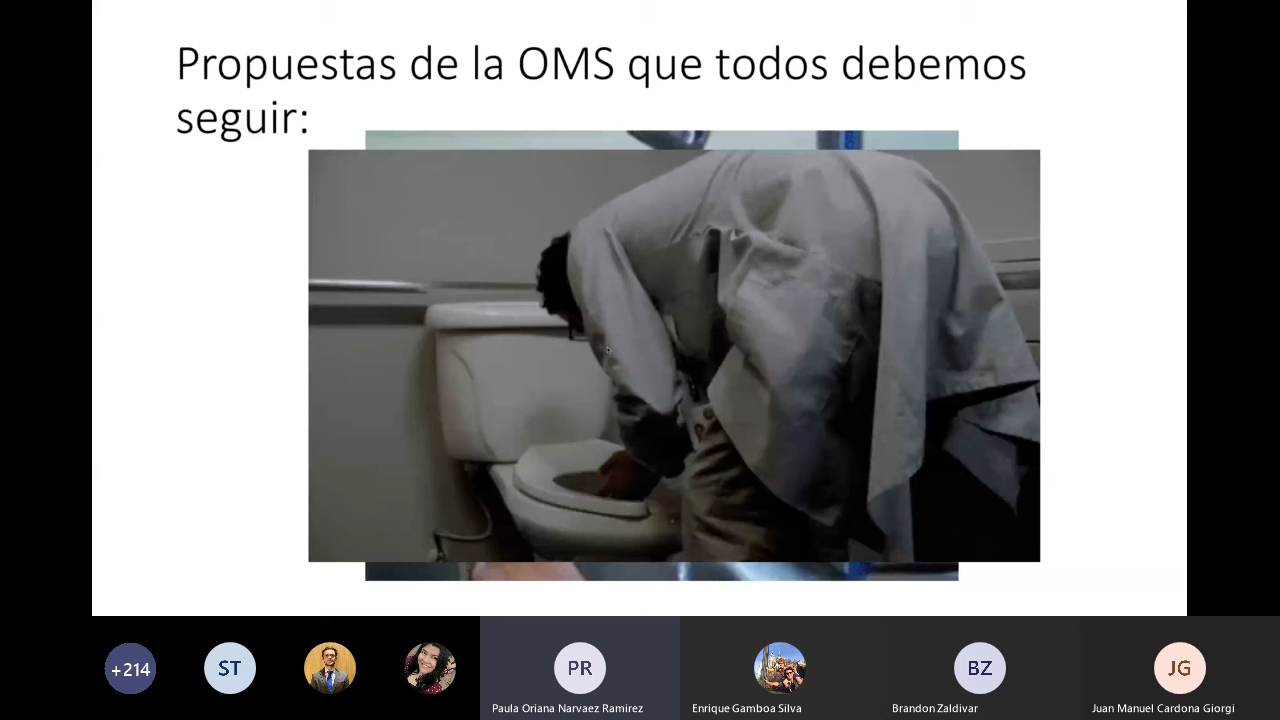 Propuestas de la OMS que todos debemos
seguir:
+214
ST
PR
BZ
JG
Paula Oriana Narvaez Ramirez
Enrique Gamboa Silva
Brandon Zaldivar
Juan Manuel Cardona Giorgi